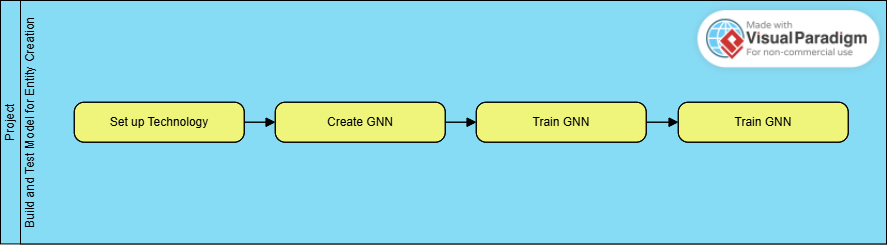 Project
Build and Test Model for Entity Creation
Made with
Visual Paradigm
For non-commercial use
Set up Technology
Create GNN
Train GNN
Train GNN